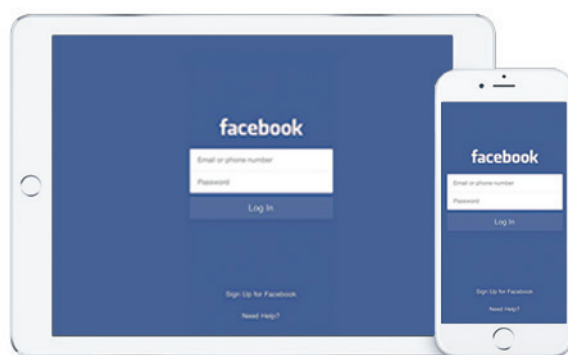 facebook
Email or phone number
Password
Log In
Sign Up for Facebook
Need Help?
facebook
Email or phone number
Password
Log In
Sign Up for Facebook
Need Help?